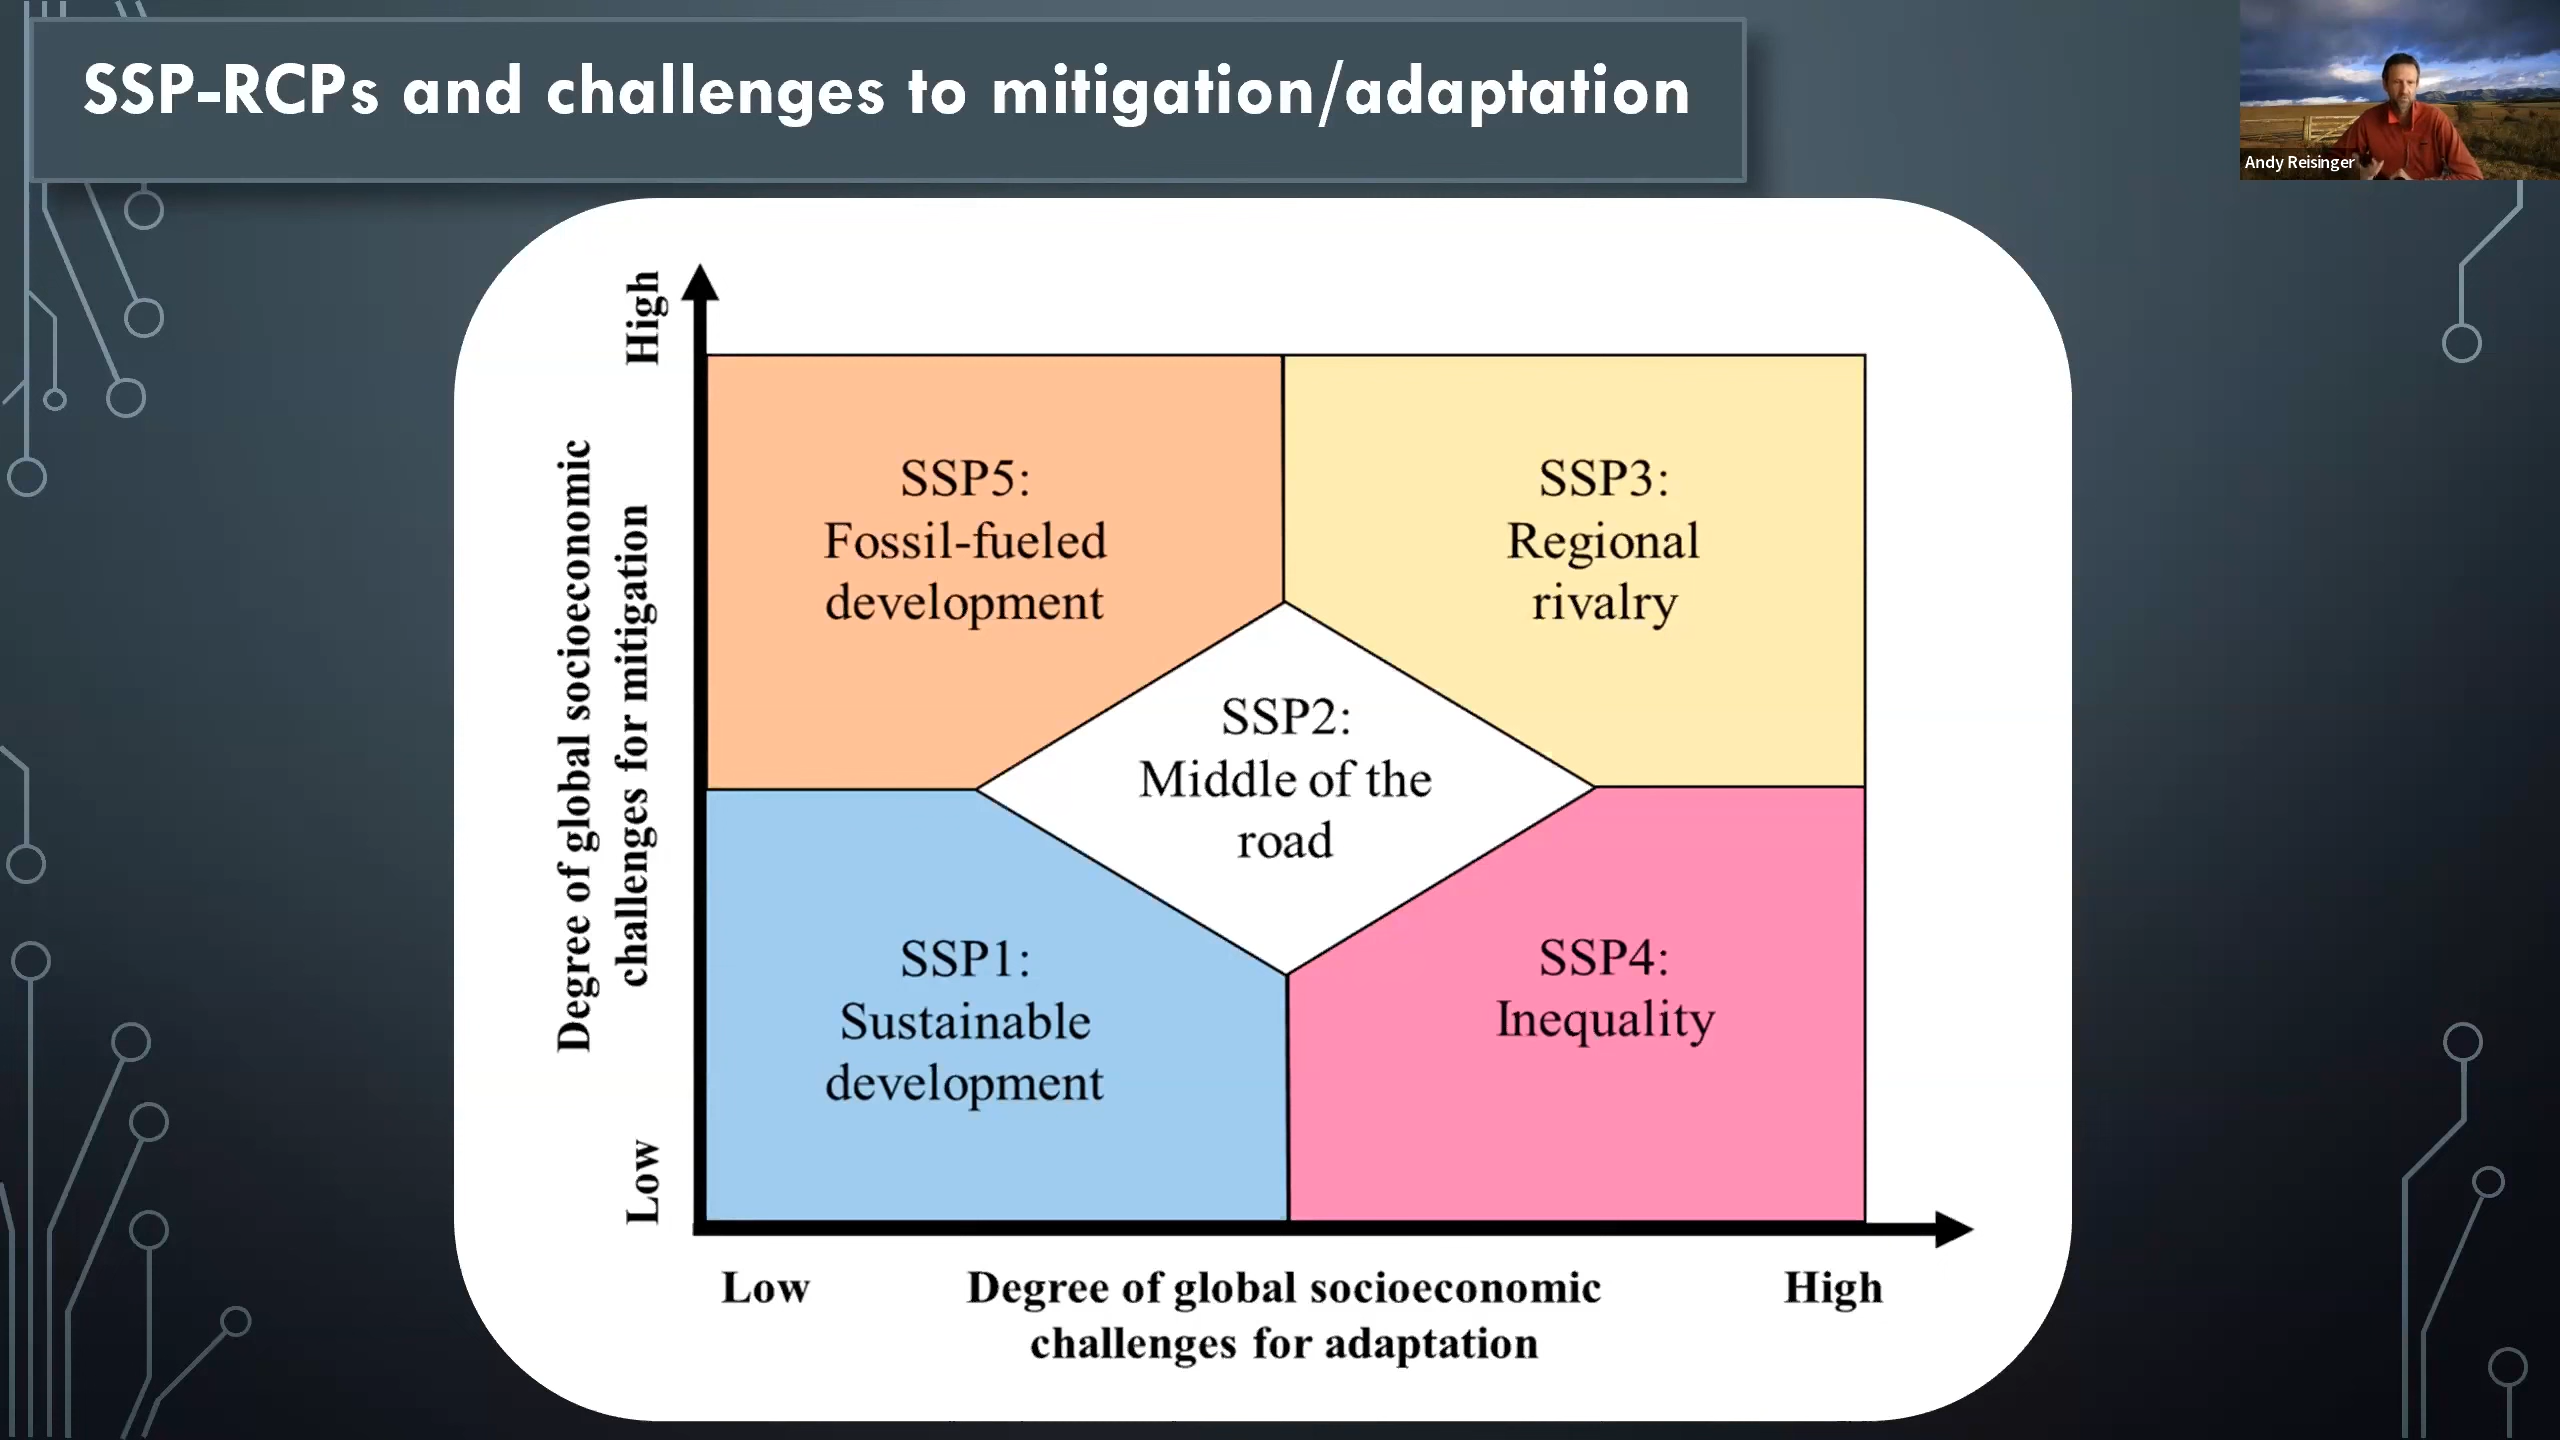 SSP-RCPs and challenges to mitigation/adaptation
Andy Reisinger
High
Degree of global socioeconomic
challenges for mitigation
Low
SSP5:
Fossil-fueled
development
SSP3:
Regional
rivalry
SSP2:
Middle of the
road
SSP1:
Sustainable
development
SSP4:
Inequality
Low
Degree of global socioeconomic
challenges for adaptation
High